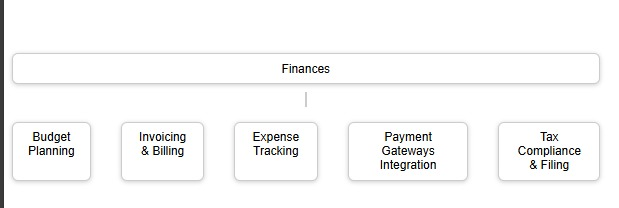 Finances
Budget
Planning
Invoicing
& Billing
Expense
Tracking
Payment
Gateways
Integration
Tax
Compliance
& Filing